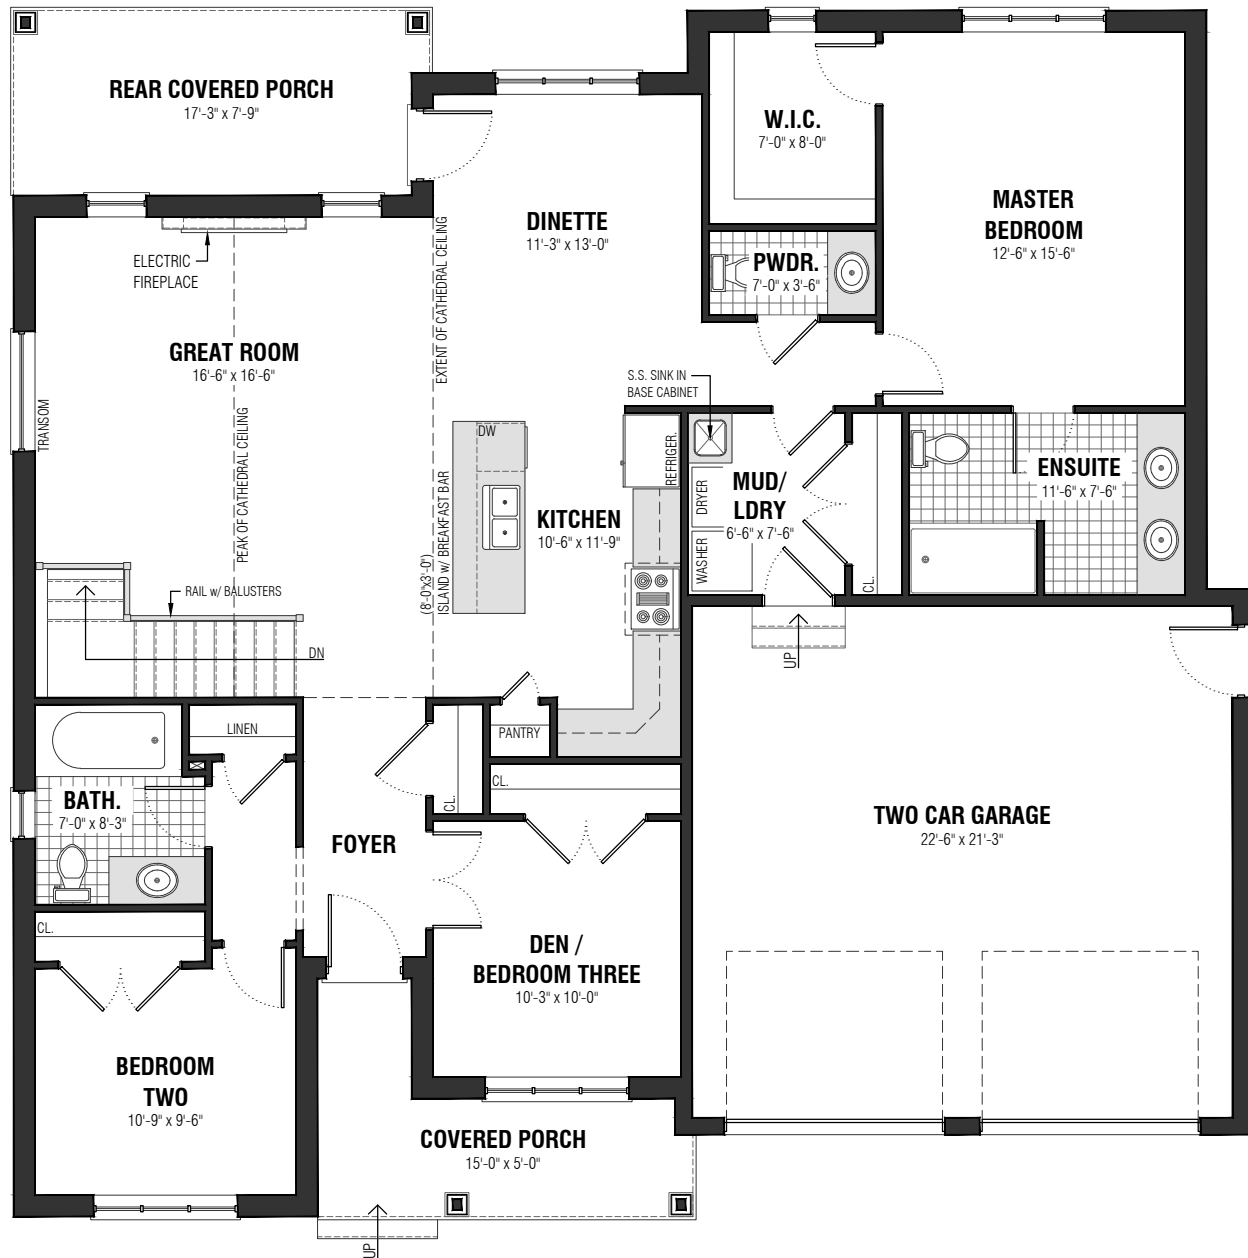 REAR COVERED PORCH
17'-3" x 7'-9"
W.I.C.
7'-0" x 8'-0"
MASTER
BEDROOM
12'-6" x 15'-6"
DINETTE
11'-3" x 13'-0"
PWDR.
7'-0" x 3'-6"
ELECTRIC
FIREPLACE
EXTENT OF CATHEDRAL CEILING
GREAT ROOM
16'-6" x 16'-6"
TRANSOM
PEAK OF CATHEDRAL CEILING
S.S. SINK IN
BASE CABINET
DW
REFRIGER.
KITCHEN
10'-6" x 11'-9"
(8'-0"x3'-0")
ISLAND w/ BREAKFAST BAR
MUD/
LDRY
6'-6" x 7'-6"
DRYER
WASHER
CL.
ENSUITE
11'-6" x 7'-6"
RAIL w/ BALUSTERS
DN
UP
LINEN
PANTRY
CL.
CL.
BATH.
7'-0" x 8'-3"
FOYER
TWO CAR GARAGE
22'-6" x 21'-3"
CL.
DEN /
BEDROOM THREE
10'-3" x 10'-0"
BEDROOM
TWO
10'-9" x 9'-6"
COVERED PORCH
15'-0" x 5'-0"
UP